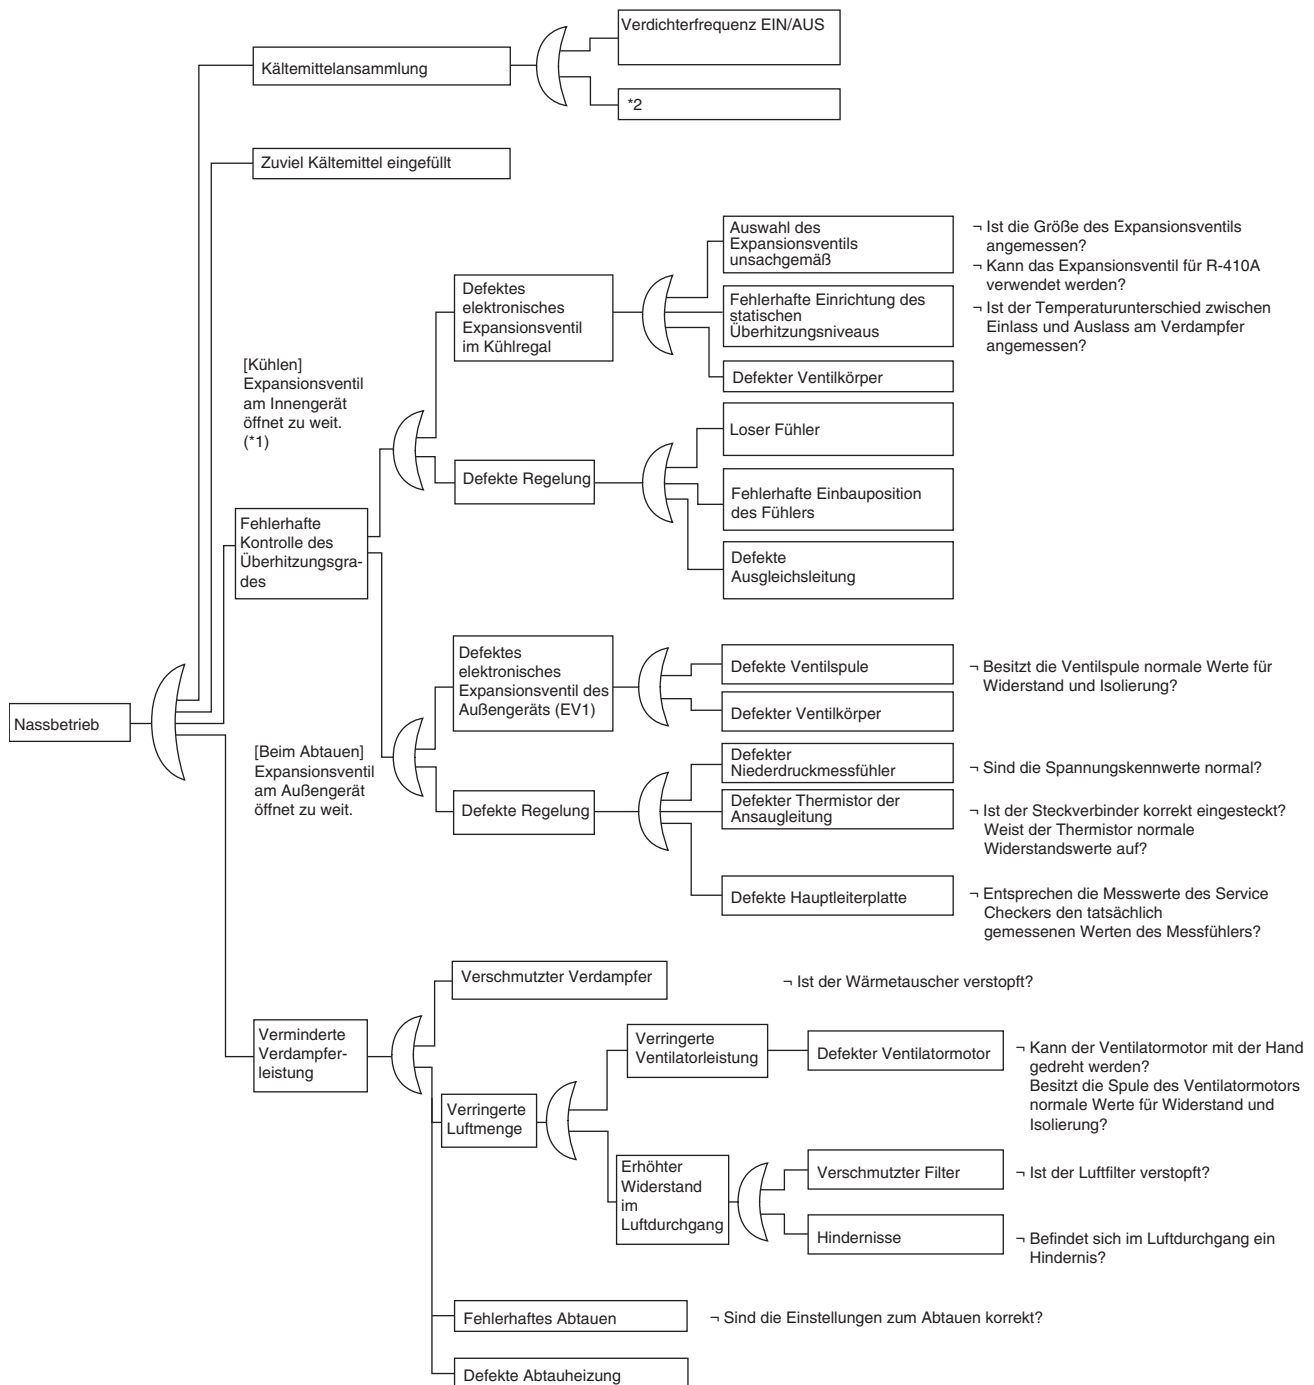 Verdichterfrequenz EIN/AUS
Kältemittelansammlung
*2
Zuviel Kältemittel eingefüllt
Auswahl des
Expansionsventils
unsachgemäß
¬ Ist die Größe des Expansionsventils
angemessen?
¬ Kann das Expansionsventil für R-410A
verwendet werden?
Defektes
elektronisches
Expansionsventil
im Kühlregal
Fehlerhafte Einrichtung des
statischen
Überhitzungsniveaus
¬ Ist der Temperaturunterschied zwischen
Einlass und Auslass am Verdampfer
angemessen?
Defekter Ventilkörper
[Kühlen]
Expansionsventil
am Innengerät
öffnet zu weit.
(*1)
Loser Fühler
Defekte Regelung
Fehlerhafte Einbauposition
des Fühlers
Fehlerhafte
Kontrolle des
Überhitzungsgra-
des
Defekte
Ausgleichsleitung
Defektes
elektronisches
Expansionsventil des
Außengeräts (EV1)
Defekte Ventilspule
¬ Besitzt die Ventilspule normale Werte für
Widerstand und Isolierung?
Defekter Ventilkörper
Nassbetrieb
[Beim Abtauen]
Expansionsventil
am Außengerät
öffnet zu weit.
Defekter
Niederdruckmessfühler
¬ Sind die Spannungskennwerte normal?
Defekte Regelung
Defekter Thermistor der
Ansaugleitung
¬ Ist der Steckverbinder korrekt eingesteckt?
Weist der Thermistor normale
Widerstandswerte auf?
Defekte Hauptleiterplatte
¬ Entsprechen die Messwerte des Service
Checkers den tatsächlich
gemessenen Werten des Messfühlers?
Verschmutzter Verdampfer
¬ Ist der Wärmetauscher verstopft?
Verminderte
Verdampfer-
leistung
Verringerte
Ventilatorleistung
Defekter Ventilatormotor
¬ Kann der Ventilatormotor mit der Hand
gedreht werden?
Besitzt die Spule des Ventilatormotors
normale Werte für Widerstand und
Isolierung?
Verringerte
Luftmenge
Erhöhter
Widerstand
im
Luftdurchgang
Verschmutzter Filter
¬ Ist der Luftfilter verstopft?
Hindernisse
¬ Befindet sich im Luftdurchgang ein
Hindernis?
Fehlerhaftes Abtauen
¬ Sind die Einstellungen zum Abtauen korrekt?
Defekte Abtauheizung